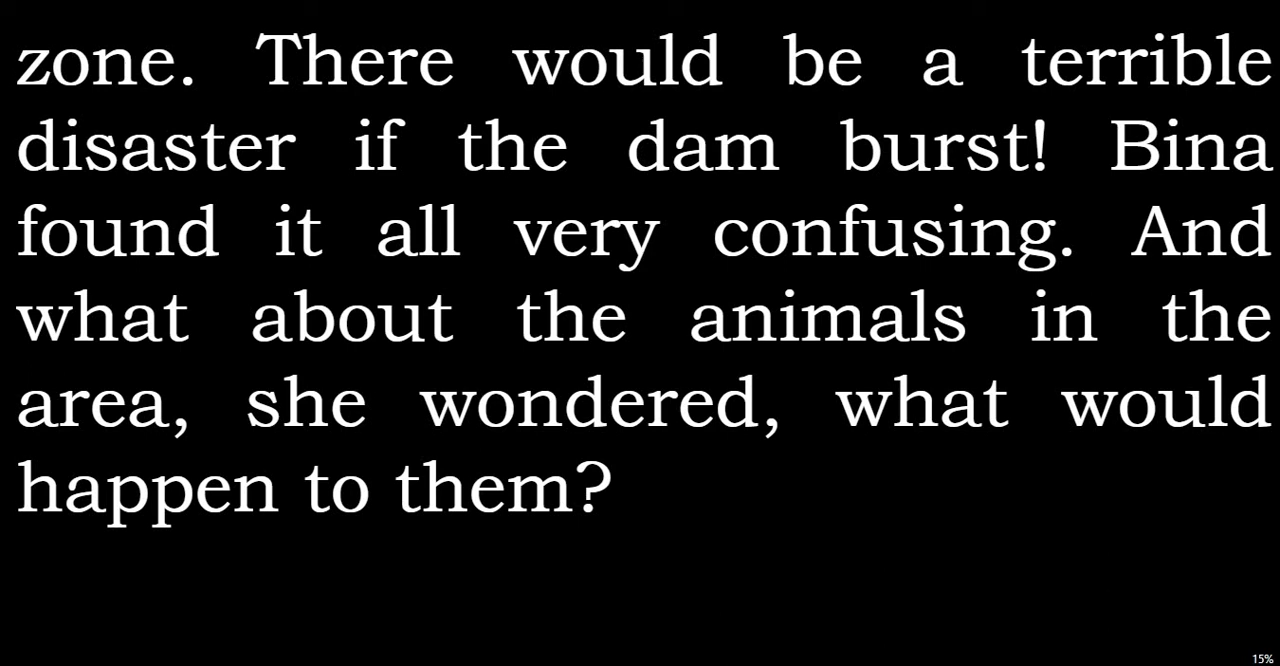 zone. There would be a terrible
disaster if the dam burst! Bina
found it all very confusing. And
what about the animals in the
area, she wondered, what would
happen to them?
15%